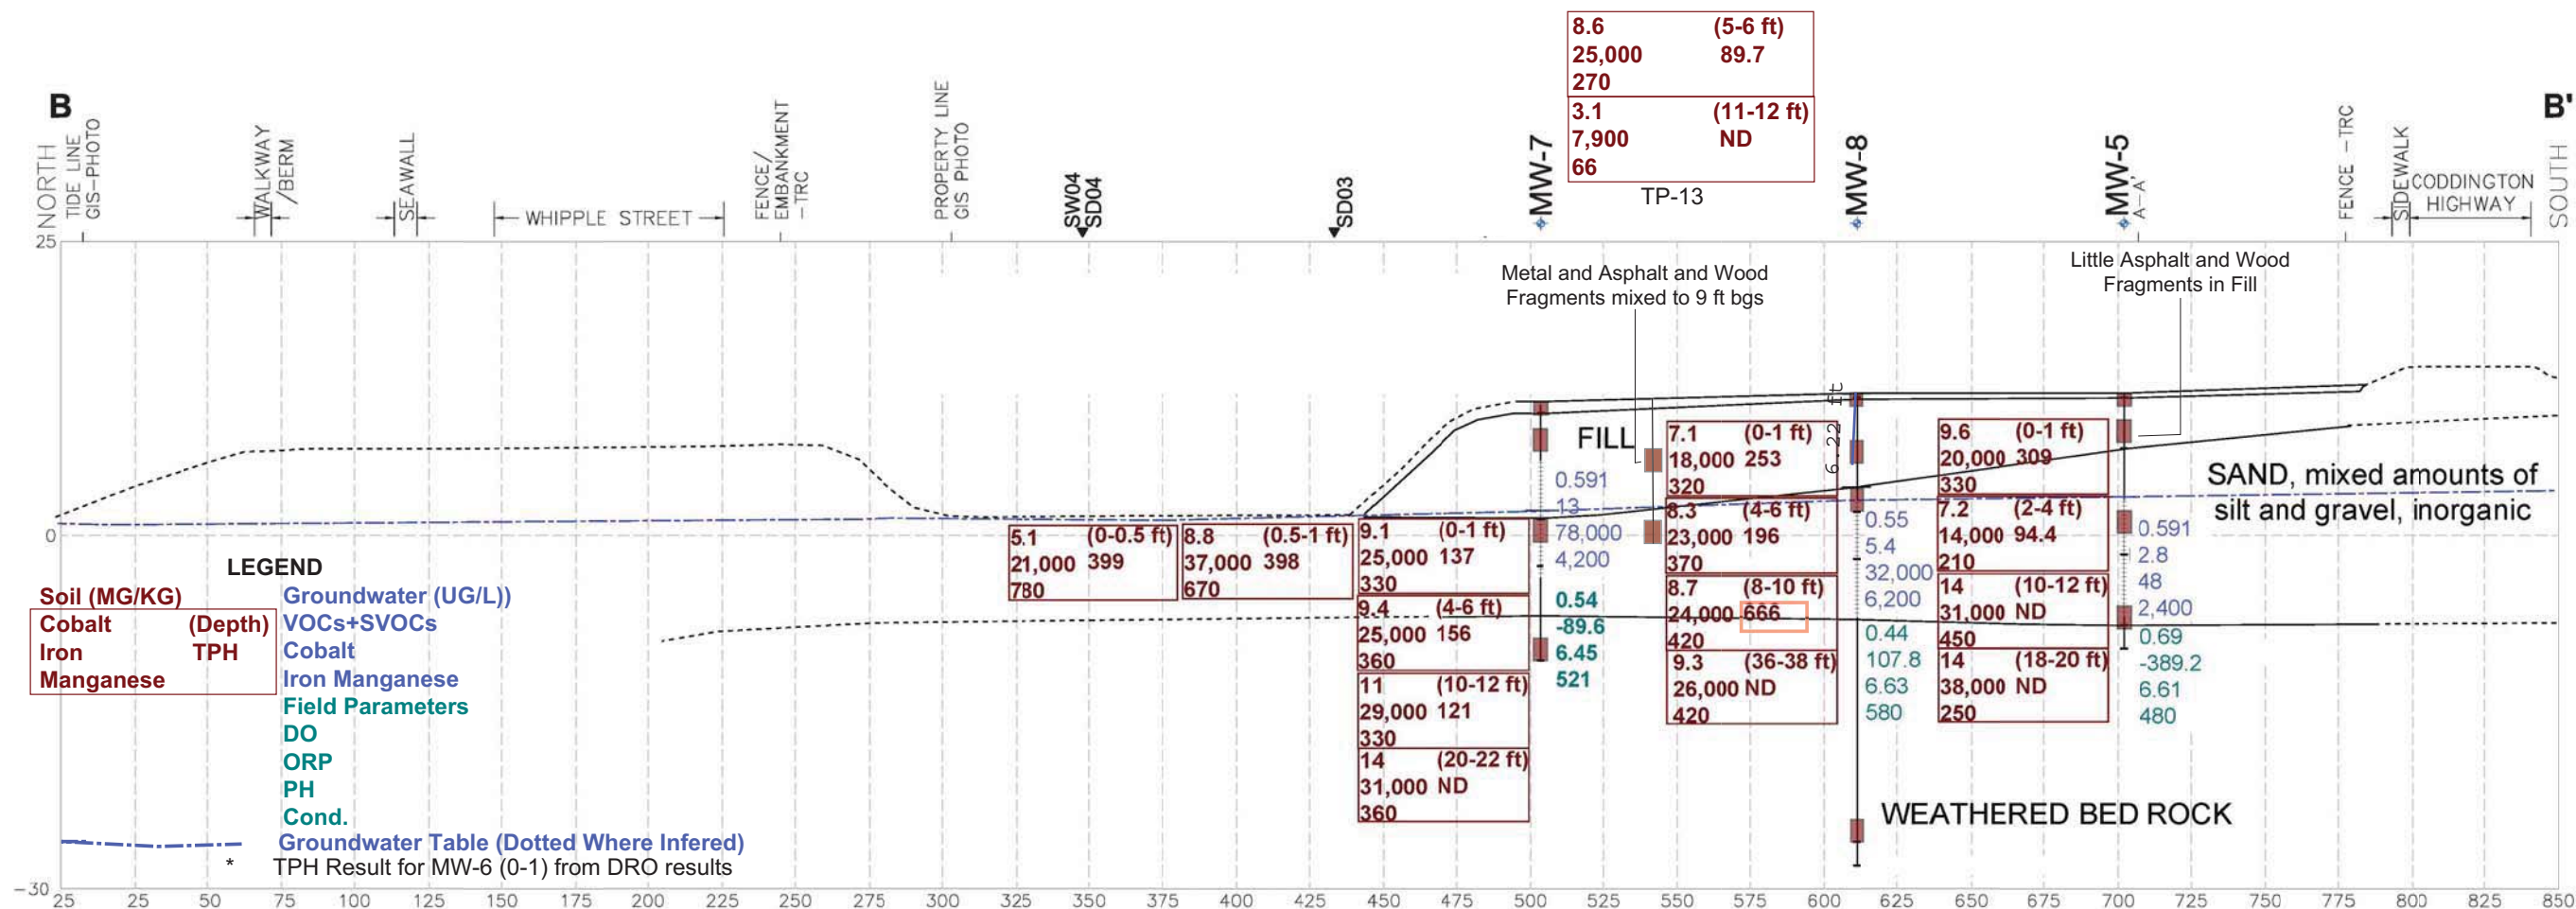 8.6 (5-6 ft)
25,000 89.7
270
3.1 (11-12 ft)
7,900 ND
66
TP-13
B
B'
NORTH
TIDE LINE
GIS-PHOTO
WALKWAY
/BERM
SEAWALL
WHIPPLE STREET
FENCE/
EMBANKMENT
-TRC
PROPERTY LINE
GIS PHOTO
SW04
SD04
SD03
MW-7
MW-8
MW-5
A-A'
FENCE -TRC
SIDEWALK
CODDINGTON
HIGHWAY
SOUTH
25
0
-30
Metal and Asphalt and Wood
Fragments mixed to 9 ft bgs
Little Asphalt and Wood
Fragments in Fill
6.22 ft
FILL
SAND, mixed amounts of
silt and gravel, inorganic
WEATHERED BED ROCK
5.1 (0-0.5 ft)
21,000 399
780
8.8 (0.5-1 ft)
37,000 398
670
9.1 (0-1 ft)
25,000 137
330
9.4 (4-6 ft)
25,000 156
360
11 (10-12 ft)
29,000 121
330
14 (20-22 ft)
31,000 ND
360
0.591
13
78,000
4,200
0.54
-89.6
6.45
521
7.1 (0-1 ft)
18,000 253
320
8.3 (4-6 ft)
23,000 196
370
8.7 (8-10 ft)
24,000 666
420
9.3 (36-38 ft)
26,000 ND
420
0.55
5.4
32,000
6,200
0.44
107.8
6.63
580
9.6 (0-1 ft)
20,000 309
330
7.2 (2-4 ft)
14,000 94.4
210
14 (10-12 ft)
31,000 ND
450
14 (18-20 ft)
38,000 ND
250
0.591
2.8
48
2,400
0.69
-389.2
6.61
480
LEGEND
Soil (MG/KG)
Cobalt (Depth)
Iron TPH
Manganese
Groundwater (UG/L))
VOCs+SVOCs
Cobalt
Iron Manganese
Field Parameters
DO
ORP
PH
Cond.
Groundwater Table (Dotted Where Infered)
* TPH Result for MW-6 (0-1) from DRO results
25 25 50 75 100 125 150 175 200 225 250 275 300 325 350 375 400 425 450 475 500 525 550 575 600 625 650 675 700 725 750 775 800 825 850